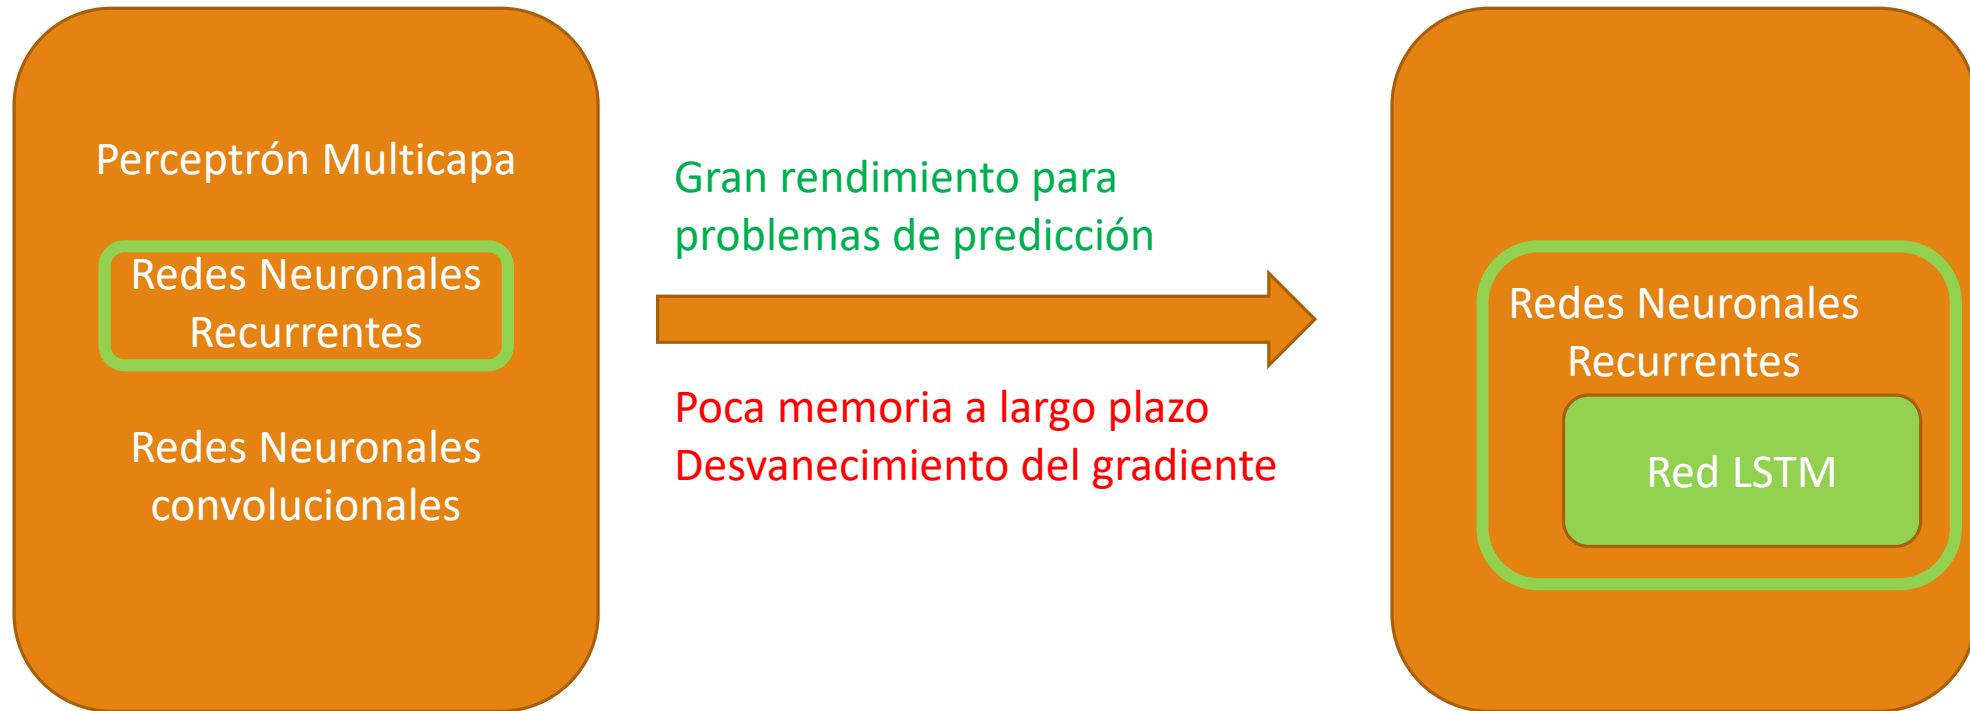 Perceptrón Multicapa
Redes Neuronales
Recurrentes
Redes Neuronales
convolucionales
Gran rendimiento para
problemas de predicción
Poca memoria a largo plazo
Desvanecimiento del gradiente
Redes Neuronales
Recurrentes
Red LSTM